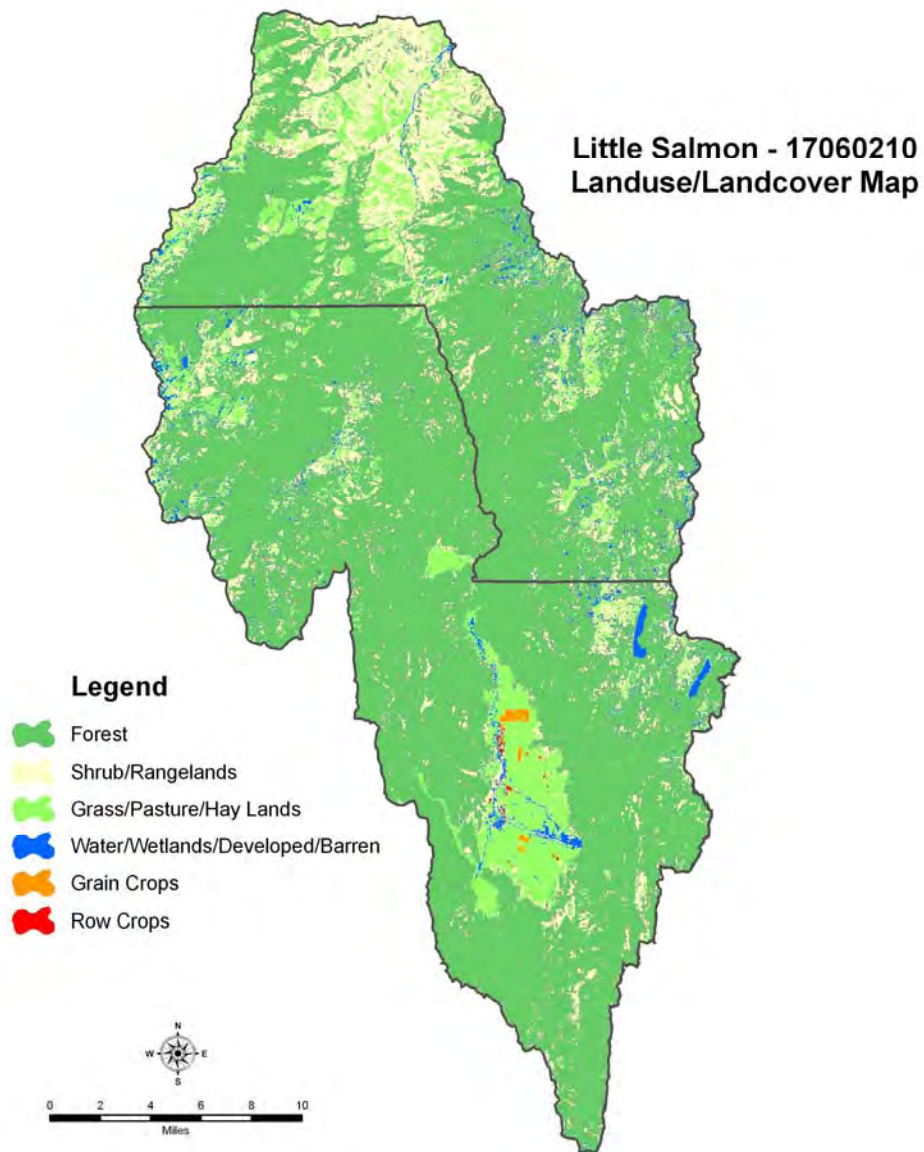 Little Salmon - 17060210
Landuse/Landcover Map
Legend
Forest
Shrub/Rangelands
Grass/Pasture/Hay Lands
Water/Wetlands/Developed/Barren
Grain Crops
Row Crops
N
W E
S
0 2 4 6 8 10
Miles